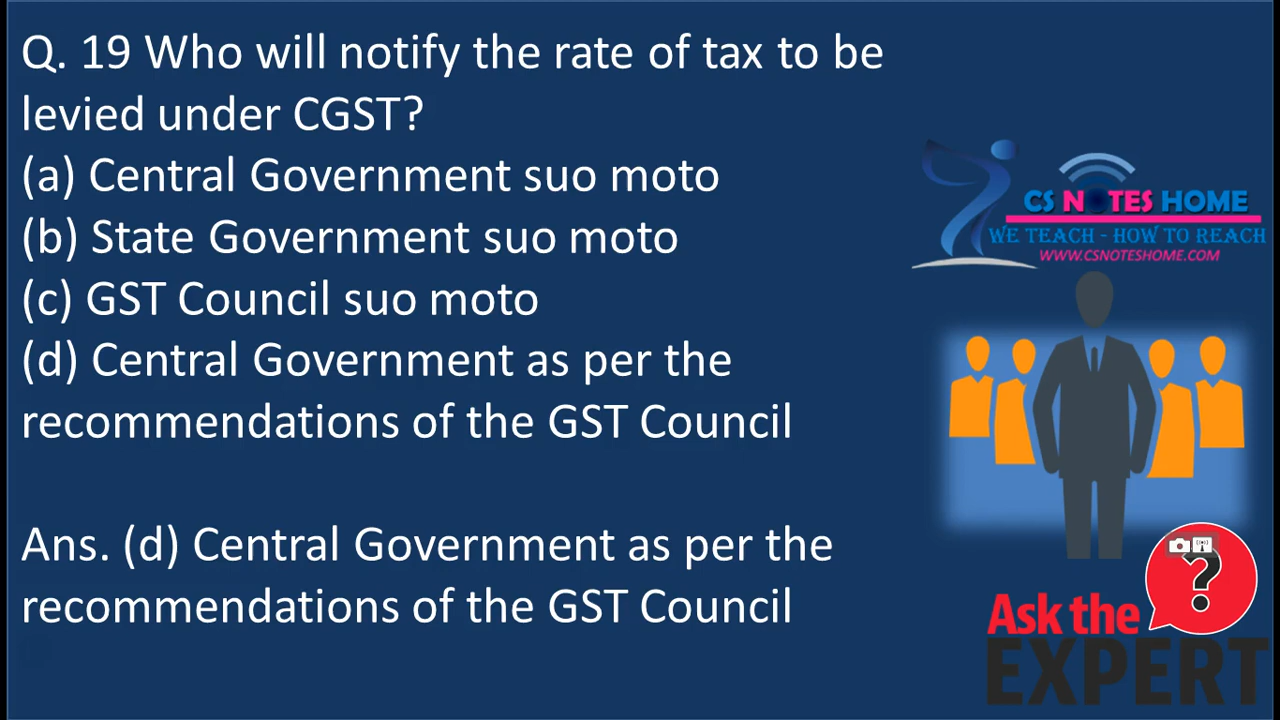 Q. 19 Who will notify the rate of tax to be
levied under CGST?
(a) Central Government suo moto
(b) State Government suo moto
(c) GST Council suo moto
(d) Central Government as per the
recommendations of the GST Council
Ans. (d) Central Government as per the
recommendations of the GST Council
CS NOTES HOME
WE TEACH - HOW TO REACH
WWW.CSNOTESHOME.COM
?
Ask the
EXPERT